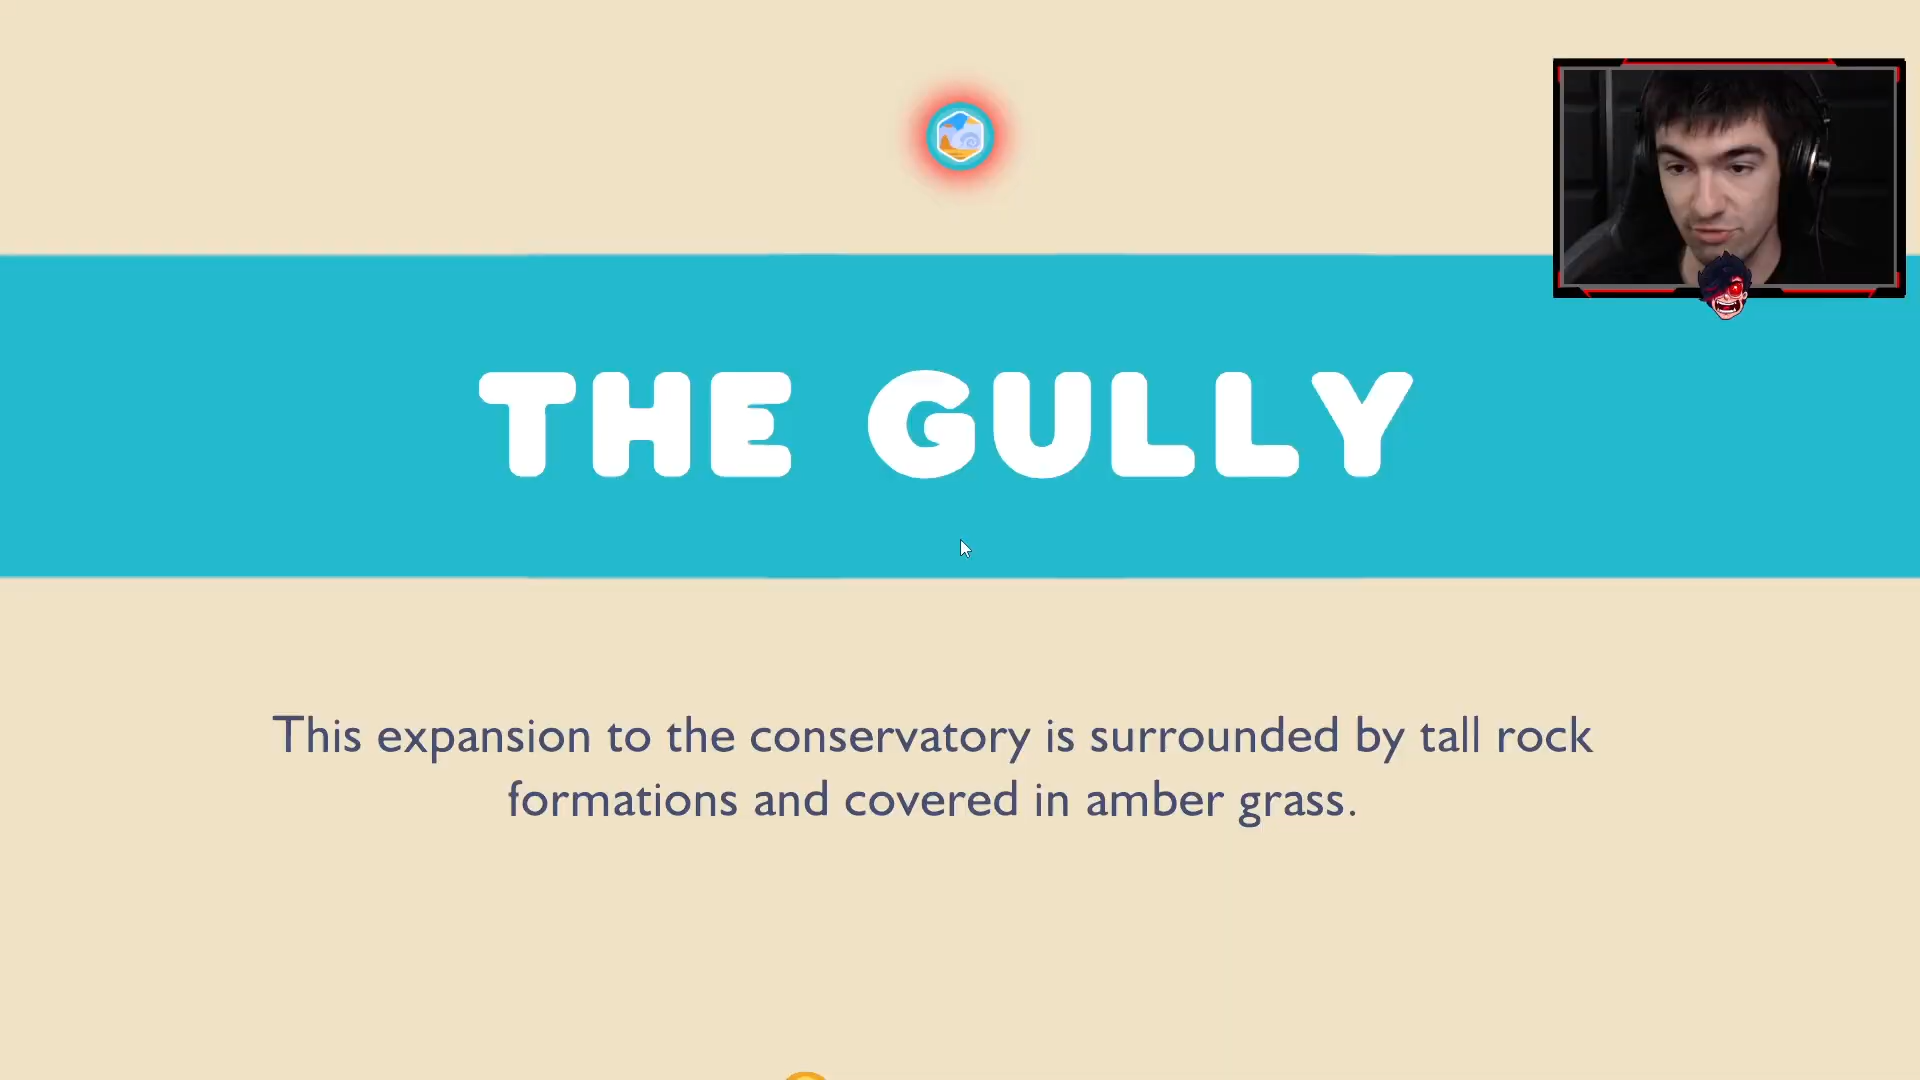 THE GULLY
This expansion to the conservatory is surrounded by tall rock
formations and covered in amber grass.